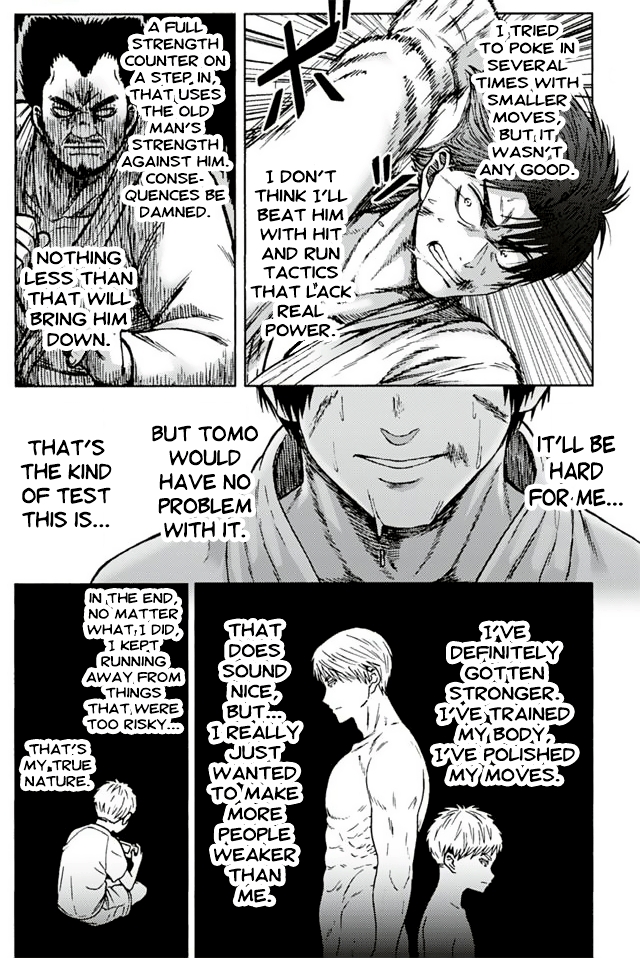 I TRIED
TO POKE IN
SEVERAL
TIMES WITH
SMALLER
MOVES,
BUT IT
WASN'T
ANY GOOD.
I DON'T
THINK I'LL
BEAT HIM
WITH HIT
AND RUN
TACTICS
THAT LACK
REAL
POWER.
A FULL
STRENGTH
COUNTER ON
A STEP IN,
THAT USES
THE OLD
MAN'S
STRENGTH
AGAINST HIM.
CONSE-
QUENCES BE
DAMNED.
NOTHING
LESS THAN
THAT WILL
BRING HIM
DOWN.
IT'LL BE
HARD
FOR ME...
BUT TOMO
WOULD
HAVE NO
PROBLEM
WITH IT.
THAT'S
THE KIND
OF TEST
THIS IS...
I'VE
DEFINITELY
GOTTEN
STRONGER.
I'VE TRAINED
MY BODY,
I'VE POLISHED
MY MOVES.
THAT
DOES
SOUND
NICE,
BUT...
I REALLY
JUST
WANTED
TO MAKE
MORE
PEOPLE
WEAKER
THAN
ME.
IN THE END,
NO MATTER
WHAT I DID,
I KEPT
RUNNING
AWAY FROM
THINGS
THAT WERE
TOO RISKY...
THAT'S
MY TRUE
NATURE.